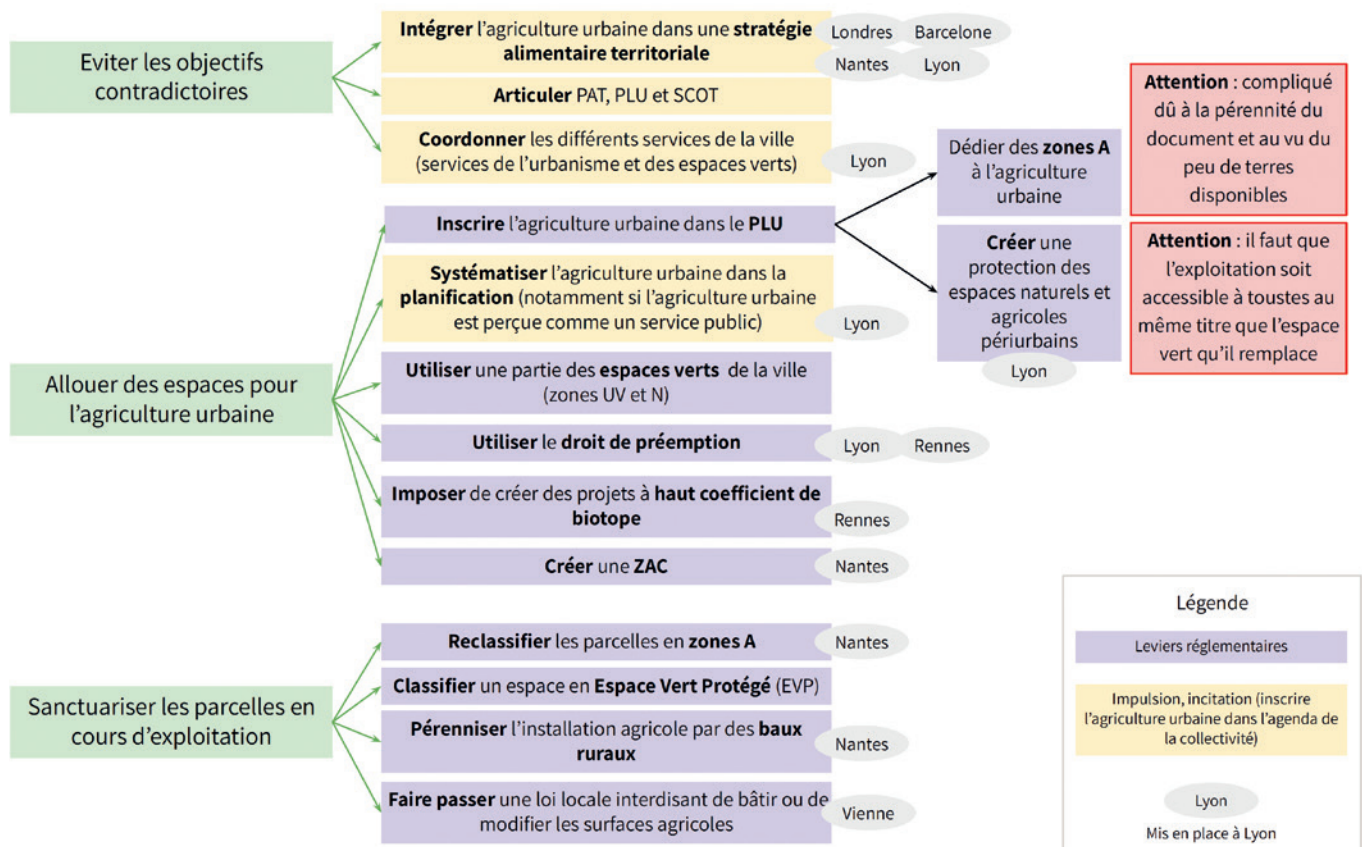 Eviter les objectifs
contradictoires
Intégrer l’agriculture urbaine dans une stratégie
alimentaire territoriale
Londres
Barcelone
Nantes
Lyon
Articuler PAT, PLU et SCOT
Coordonner les différents services de la ville
(services de l’urbanisme et des espaces verts)
Lyon
Allouer des espaces pour
l’agriculture urbaine
Inscrire l’agriculture urbaine dans le PLU
Dédier des zones A
à l’agriculture
urbaine
Attention : compliqué
dû à la pérennité du
document et au vu du
peu de terres
disponibles
Créer une
protection des
espaces naturels et
agricoles
périurbains
Lyon
Attention : il faut que
l’exploitation soit
accessible à toustes au
même titre que l’espace
vert qu’il remplace
Systématiser l’agriculture urbaine dans la
planification (notamment si l’agriculture urbaine
est perçue comme un service public)
Lyon
Utiliser une partie des espaces verts de la ville
(zones UV et N)
Utiliser le droit de préemption
Lyon
Rennes
Imposer de créer des projets à haut coefficient de
biotope
Rennes
Créer une ZAC
Nantes
Sanctuariser les parcelles en
cours d’exploitation
Reclassifier les parcelles en zones A
Nantes
Classifier un espace en Espace Vert Protégé (EVP)
Pérenniser l’installation agricole par des baux
ruraux
Nantes
Faire passer une loi locale interdisant de bâtir ou de
modifier les surfaces agricoles
Vienne
Légende
Leviers réglementaires
Impulsion, incitation (inscrire
l’agriculture urbaine dans l’agenda de
la collectivité)
Lyon
Mis en place à Lyon